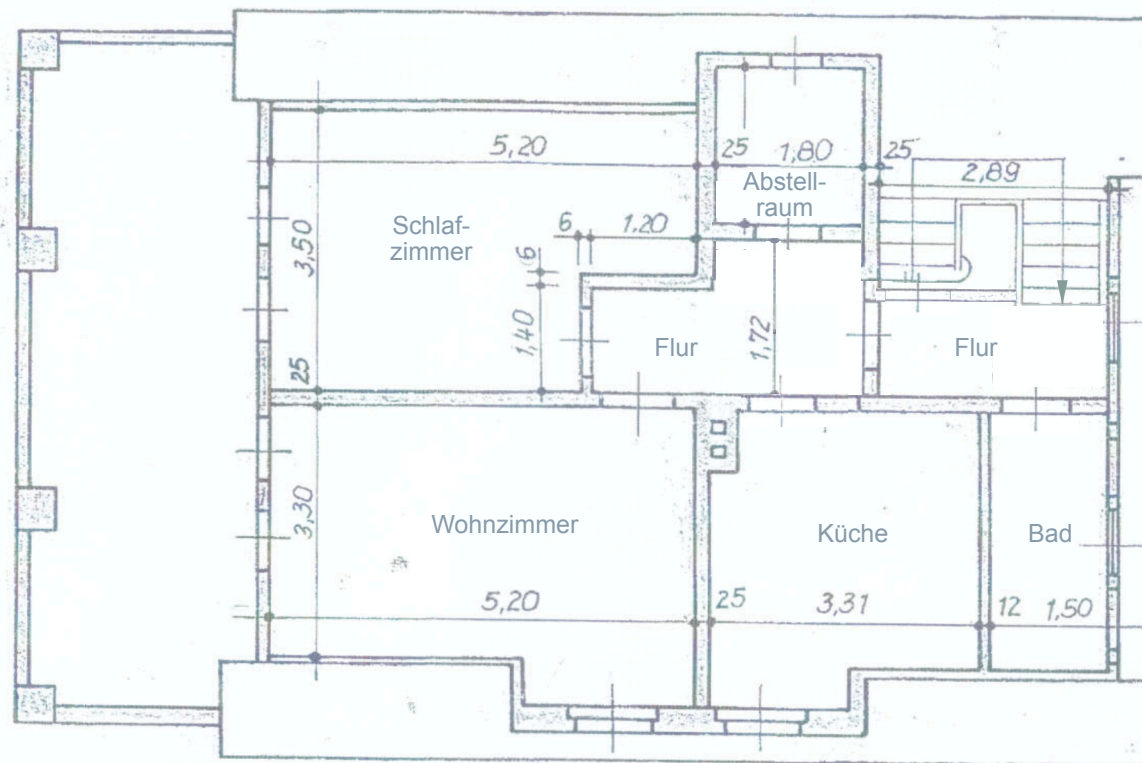 5,20
25
1,80
25
2,89
Abstell-
raum
Schlaf-
zimmer
6
1,20
6
3,50
1,40
1,72
Flur
Flur
25
Wohnzimmer
Küche
Bad
3,30
5,20
25
3,31
12
1,50